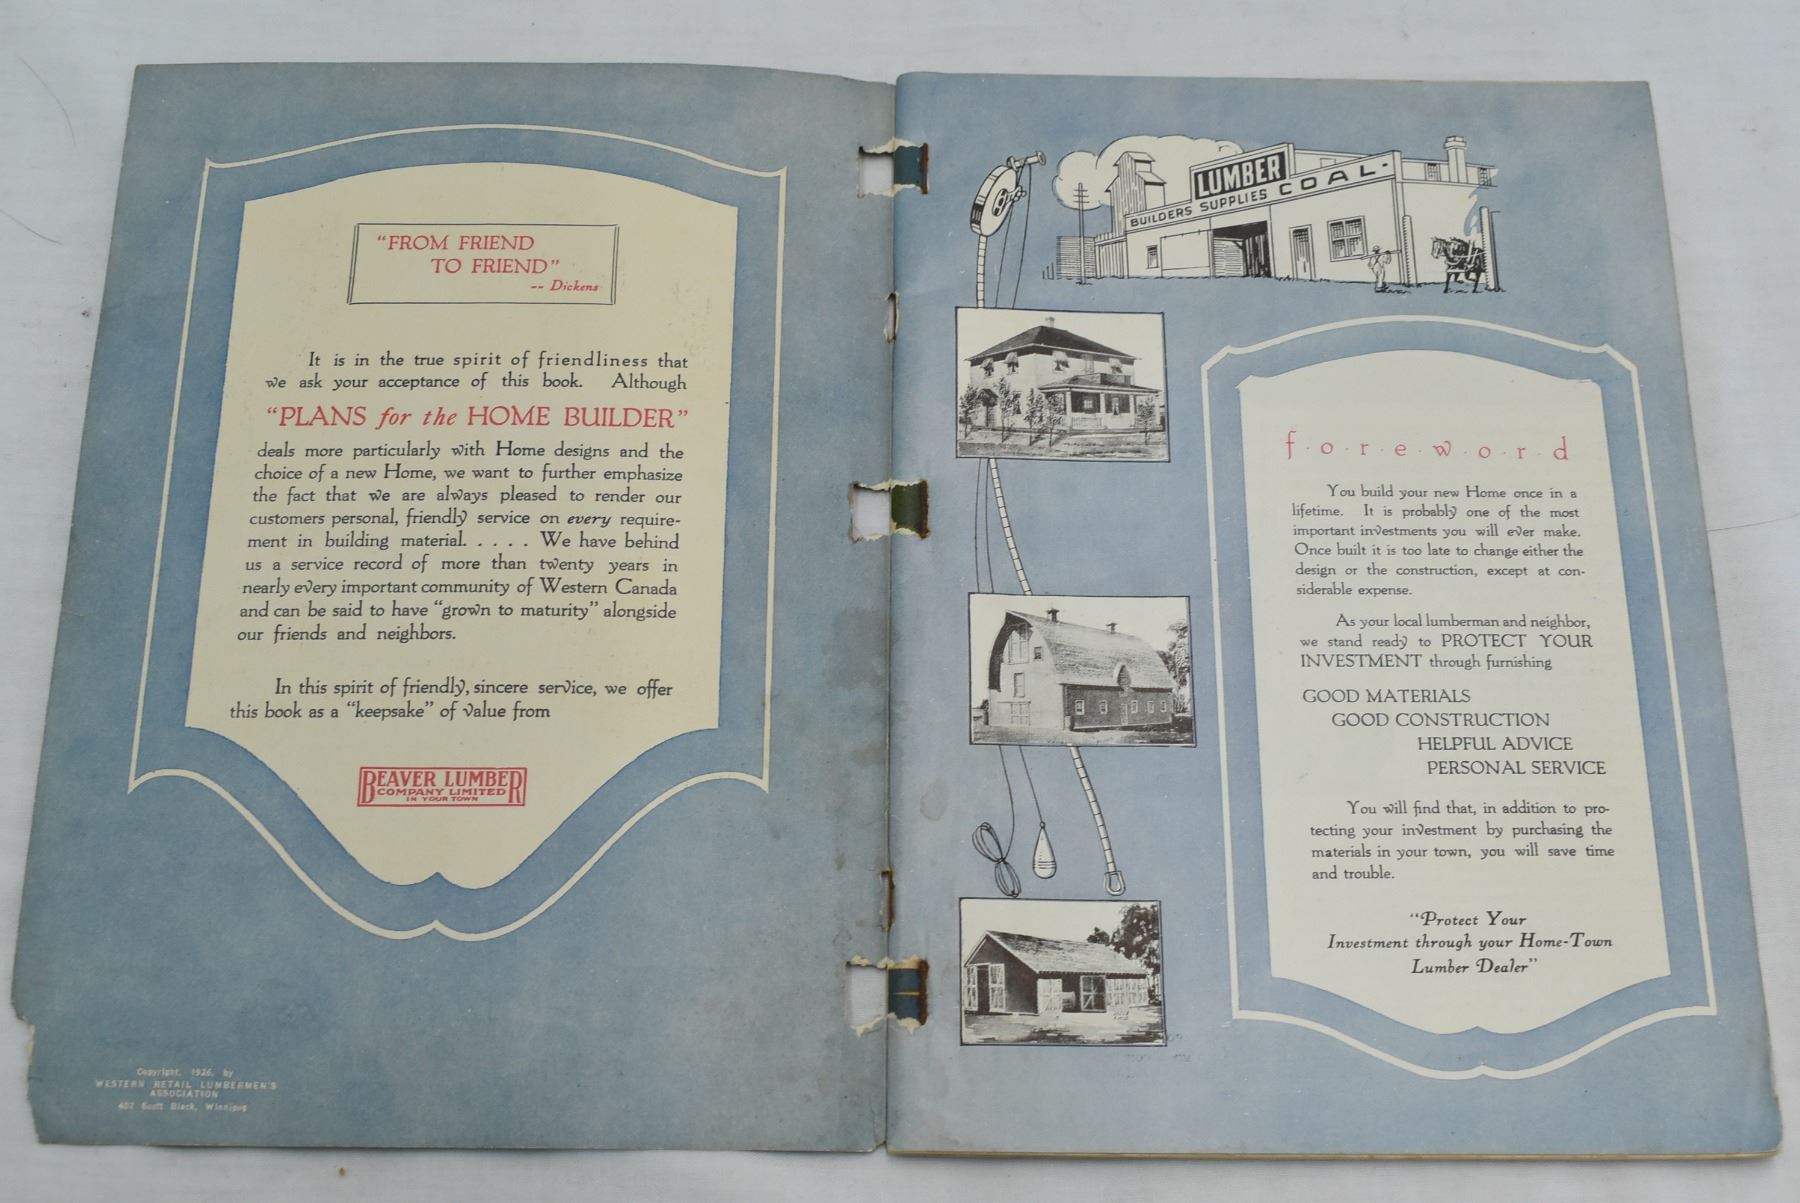 “FROM FRIEND
TO FRIEND”
-- Dickens
It is in the true spirit of friendliness that
we ask your acceptance of this book. Although
“PLANS for the HOME BUILDER”
deals more particularly with Home designs and the
choice of a new Home, we want to further emphasize
the fact that we are always pleased to render our
customers personal, friendly service on every require-
ment in building material. . . . . We have behind
us a service record of more than twenty years in
nearly every important community of Western Canada
and can be said to have “grown to maturity” alongside
our friends and neighbors.
In this spirit of friendly, sincere service, we offer
this book as a “keepsake” of value from
BEAVER LUMBER
COMPANY LIMITED
IN YOUR TOWN
Copyright, 1926, by
WESTERN RETAIL LUMBERMEN'S
ASSOCIATION
407 Scott Block, Winnipeg
LUMBER
BUILDERS SUPPLIES COAL-
f·o·r·e·w·o·r·d
You build your new Home once in a
lifetime. It is probably one of the most
important investments you will ever make.
Once built it is too late to change either the
design or the construction, except at con-
siderable expense.
As your local lumberman and neighbor,
we stand ready to PROTECT YOUR
INVESTMENT through furnishing
GOOD MATERIALS
GOOD CONSTRUCTION
HELPFUL ADVICE
PERSONAL SERVICE
You will find that, in addition to pro-
tecting your investment by purchasing the
materials in your town, you will save time
and trouble.
“Protect Your
Investment through your Home-Town
Lumber Dealer”